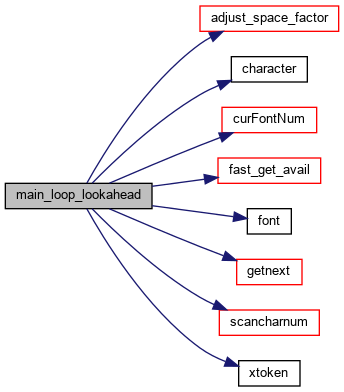 adjust_space_factor
character
curFontNum
fast_get_avail
main_loop_lookahead
font
getnext
scancharnum
xtoken